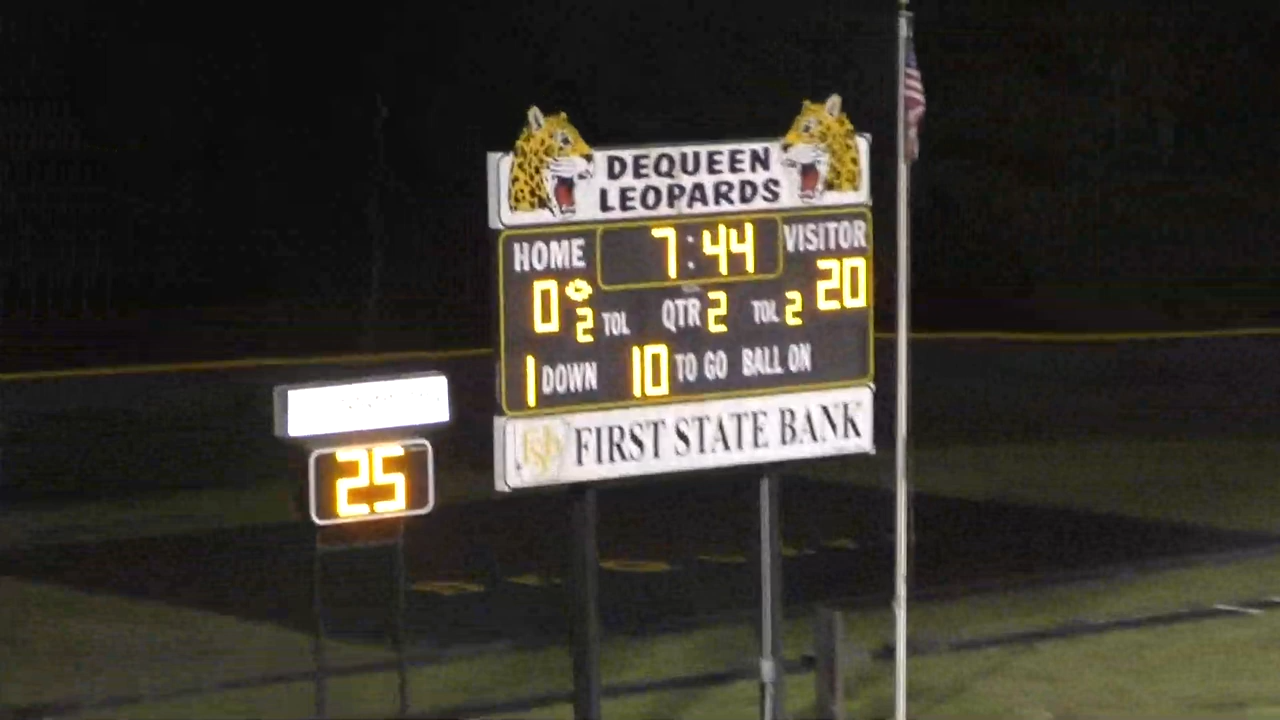 DEQUEEN
LEOPARDS
HOME 7:44 VISITOR
0 20
2 TOL QTR 2 TOL 2
1 DOWN 10 TO GO BALL ON
FIRST STATE BANK
25